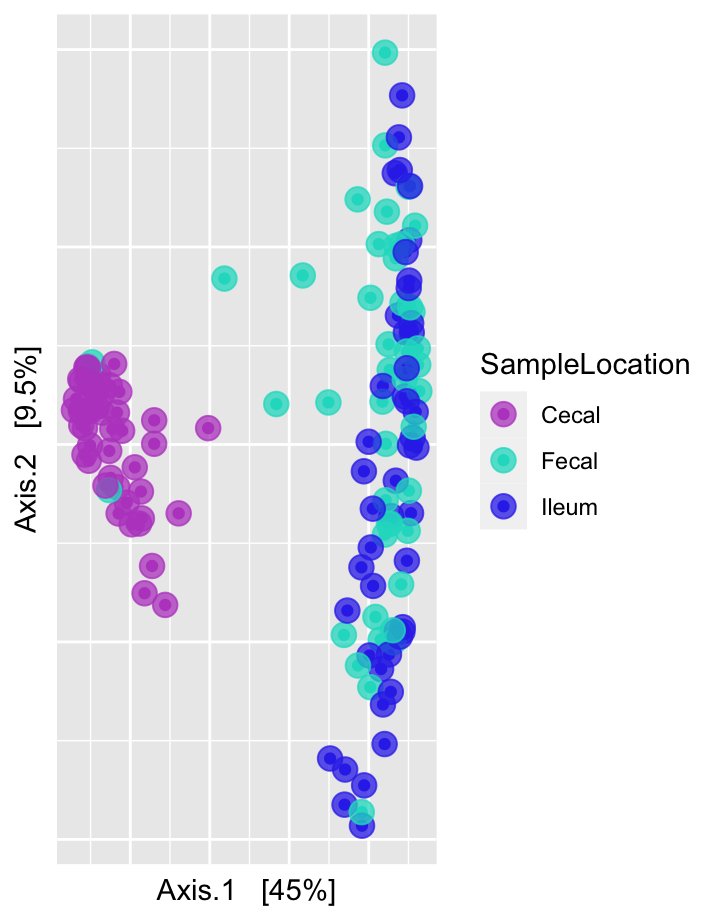 Axis.2 [9.5%]
SampleLocation
Cecal
Fecal
Ileum
Axis.1 [45%]